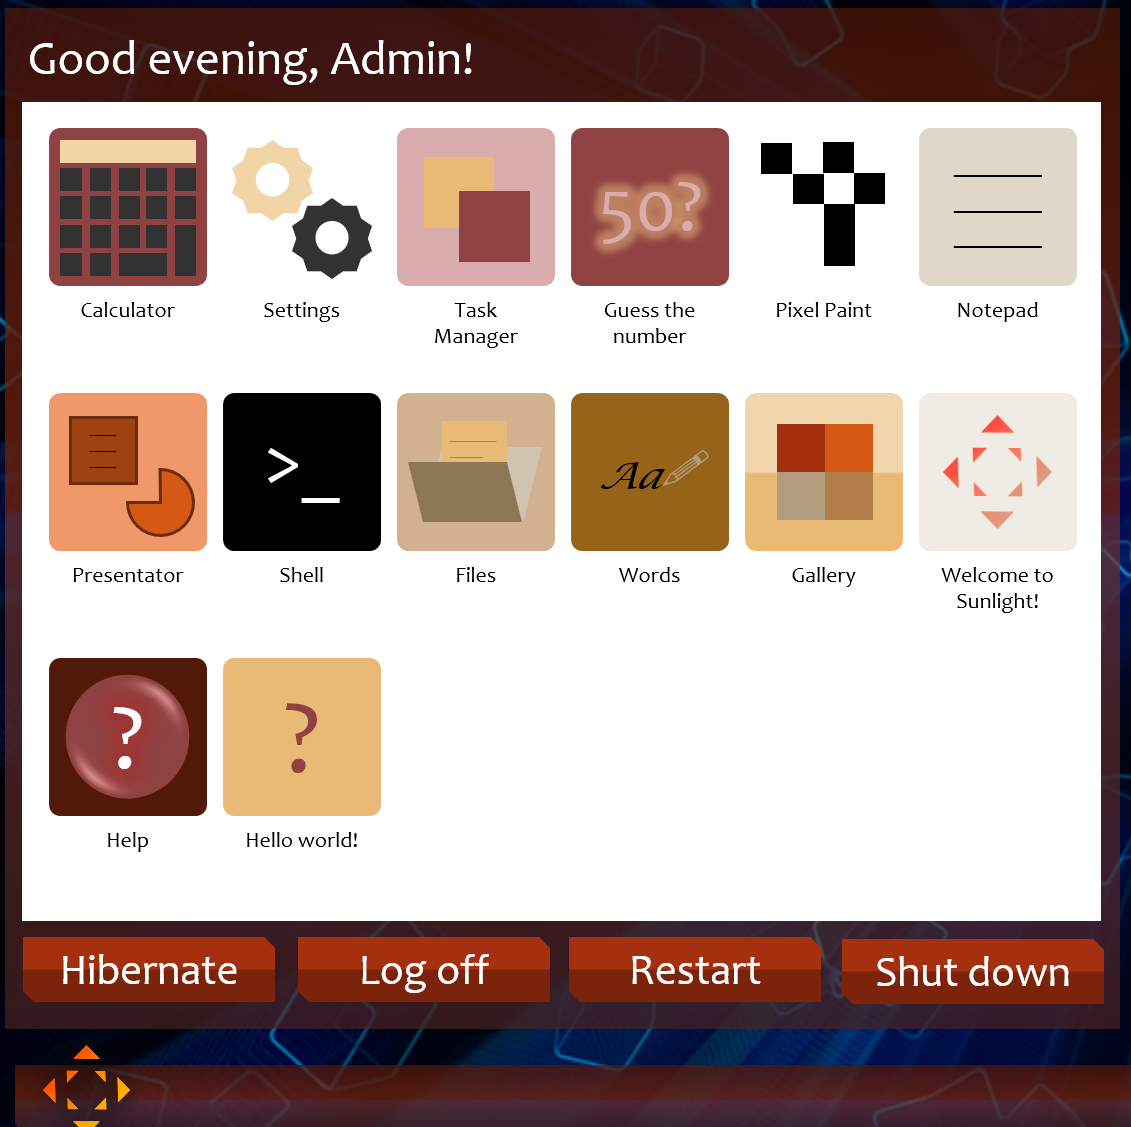 Good evening, Admin!
50?
Calculator
Settings
Task
Manager
Guess the
number
Pixel Paint
Notepad
>_
Aa
Presentator
Shell
Files
Words
Gallery
Welcome to
Sunlight!
?
?
Help
Hello world!
Hibernate
Log off
Restart
Shut down